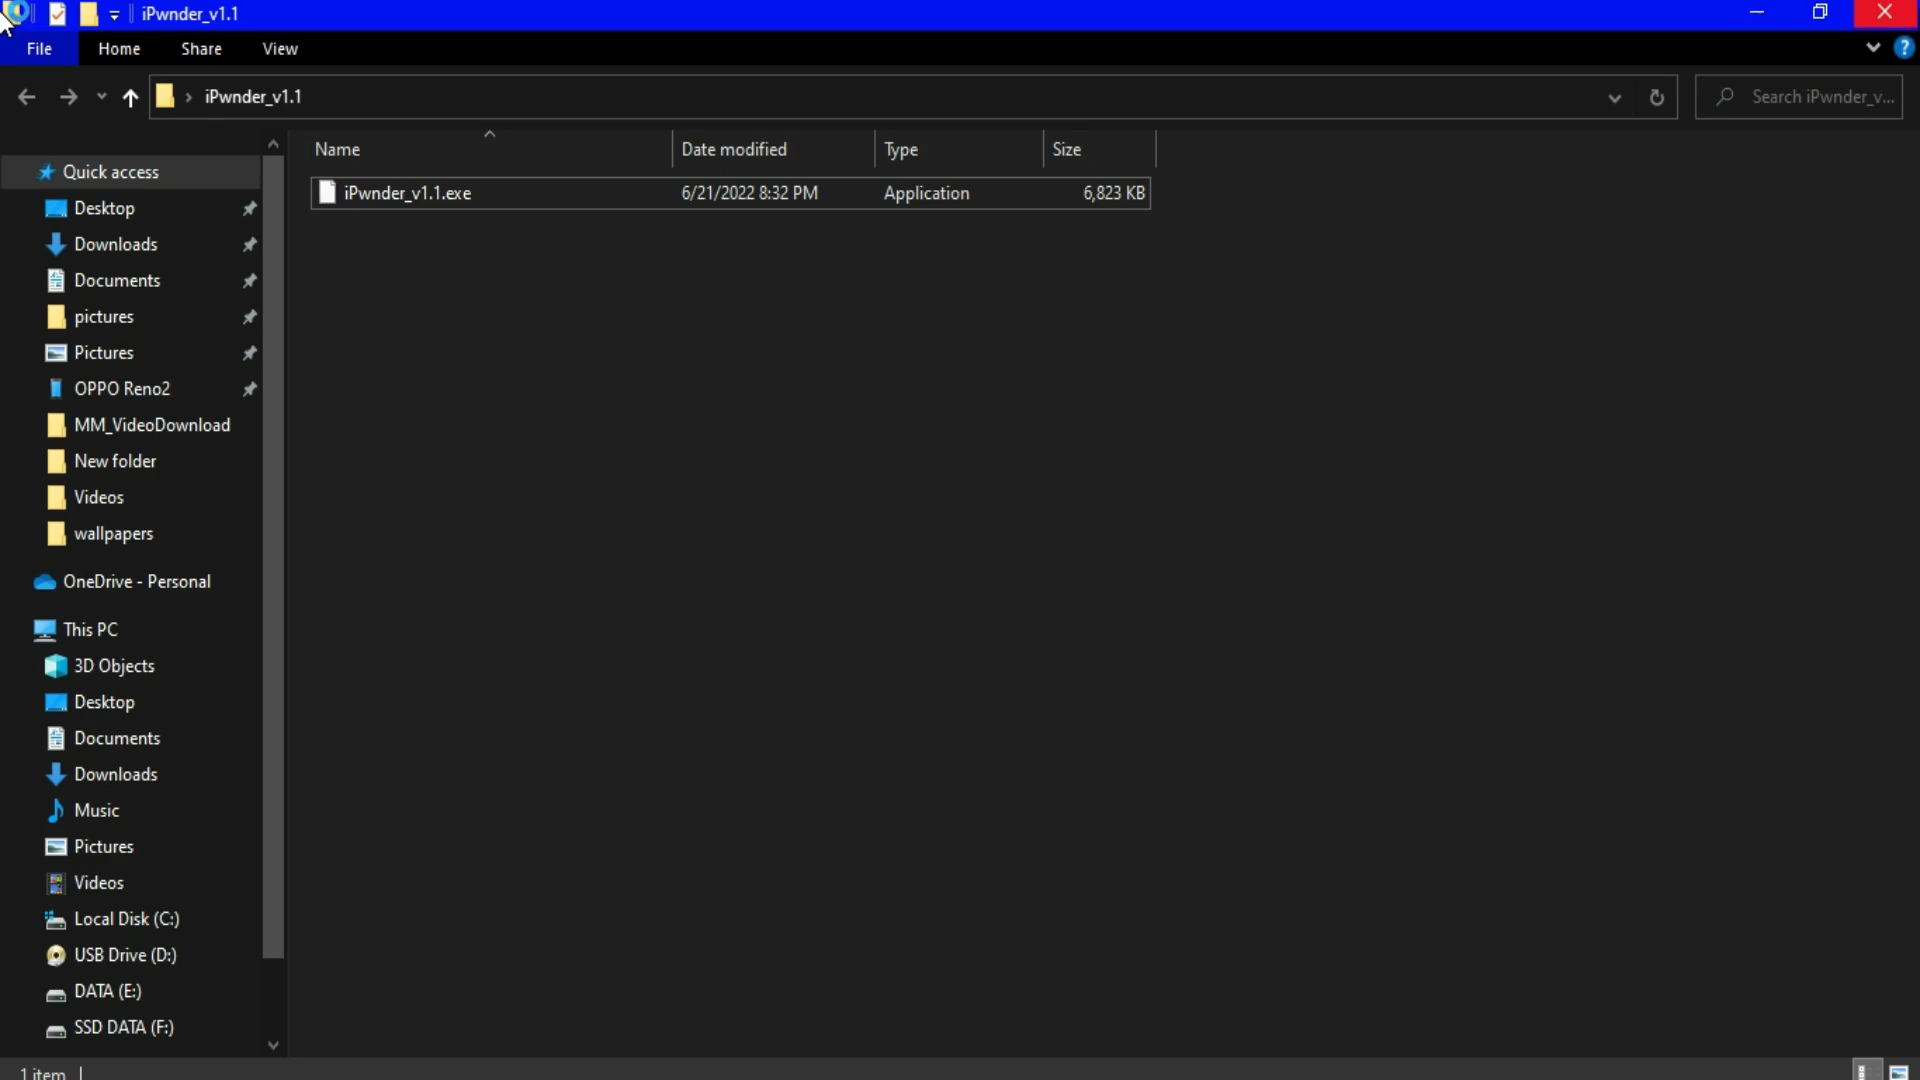 iPwnder_v1.1
File Home Share View
iPwnder_v1.1 Search iPwnder_v...
Name Date modified Type Size
iPwnder_v1.1.exe 6/21/2022 8:32 PM Application 6,823 KB
Quick access
Desktop
Downloads
Documents
pictures
Pictures
OPPO Reno2
MM_VideoDownload
New folder
Videos
wallpapers
OneDrive - Personal
This PC
3D Objects
Desktop
Documents
Downloads
Music
Pictures
Videos
Local Disk (C:)
USB Drive (D:)
DATA (E:)
SSD DATA (F:)
1 item